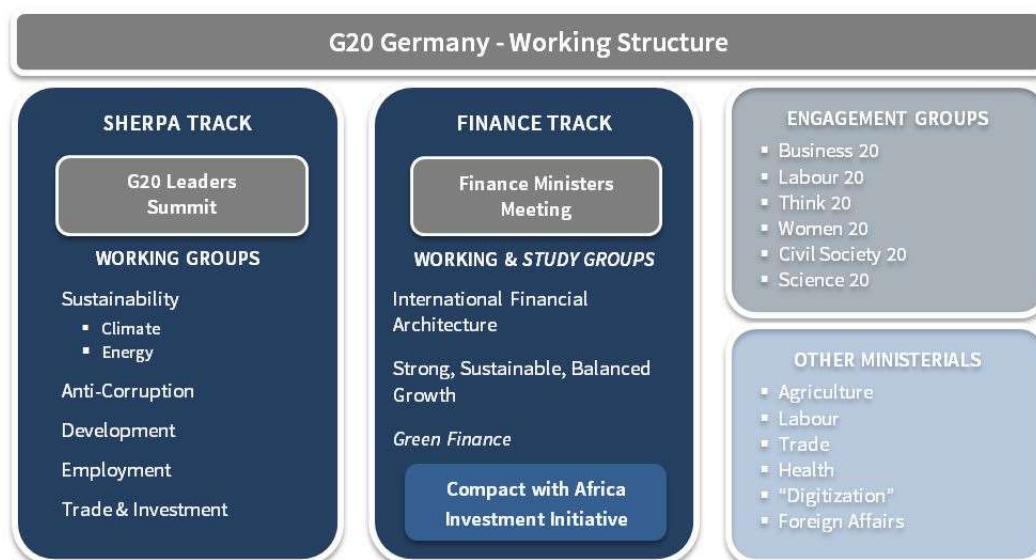 G20 Germany - Working Structure
SHERPA TRACK
G20 Leaders
Summit
WORKING GROUPS
Sustainability
▪ Climate
▪ Energy
Anti-Corruption
Development
Employment
Trade & Investment
FINANCE TRACK
Finance Ministers
Meeting
WORKING & STUDY GROUPS
International Financial
Architecture
Strong, Sustainable, Balanced
Growth
Green Finance
Compact with Africa
Investment Initiative
ENGAGEMENT GROUPS
▪ Business 20
▪ Labour 20
▪ Think 20
▪ Women 20
▪ Civil Society 20
▪ Science 20
OTHER MINISTERIALS
▪ Agriculture
▪ Labour
▪ Trade
▪ Health
▪ “Digitization”
▪ Foreign Affairs